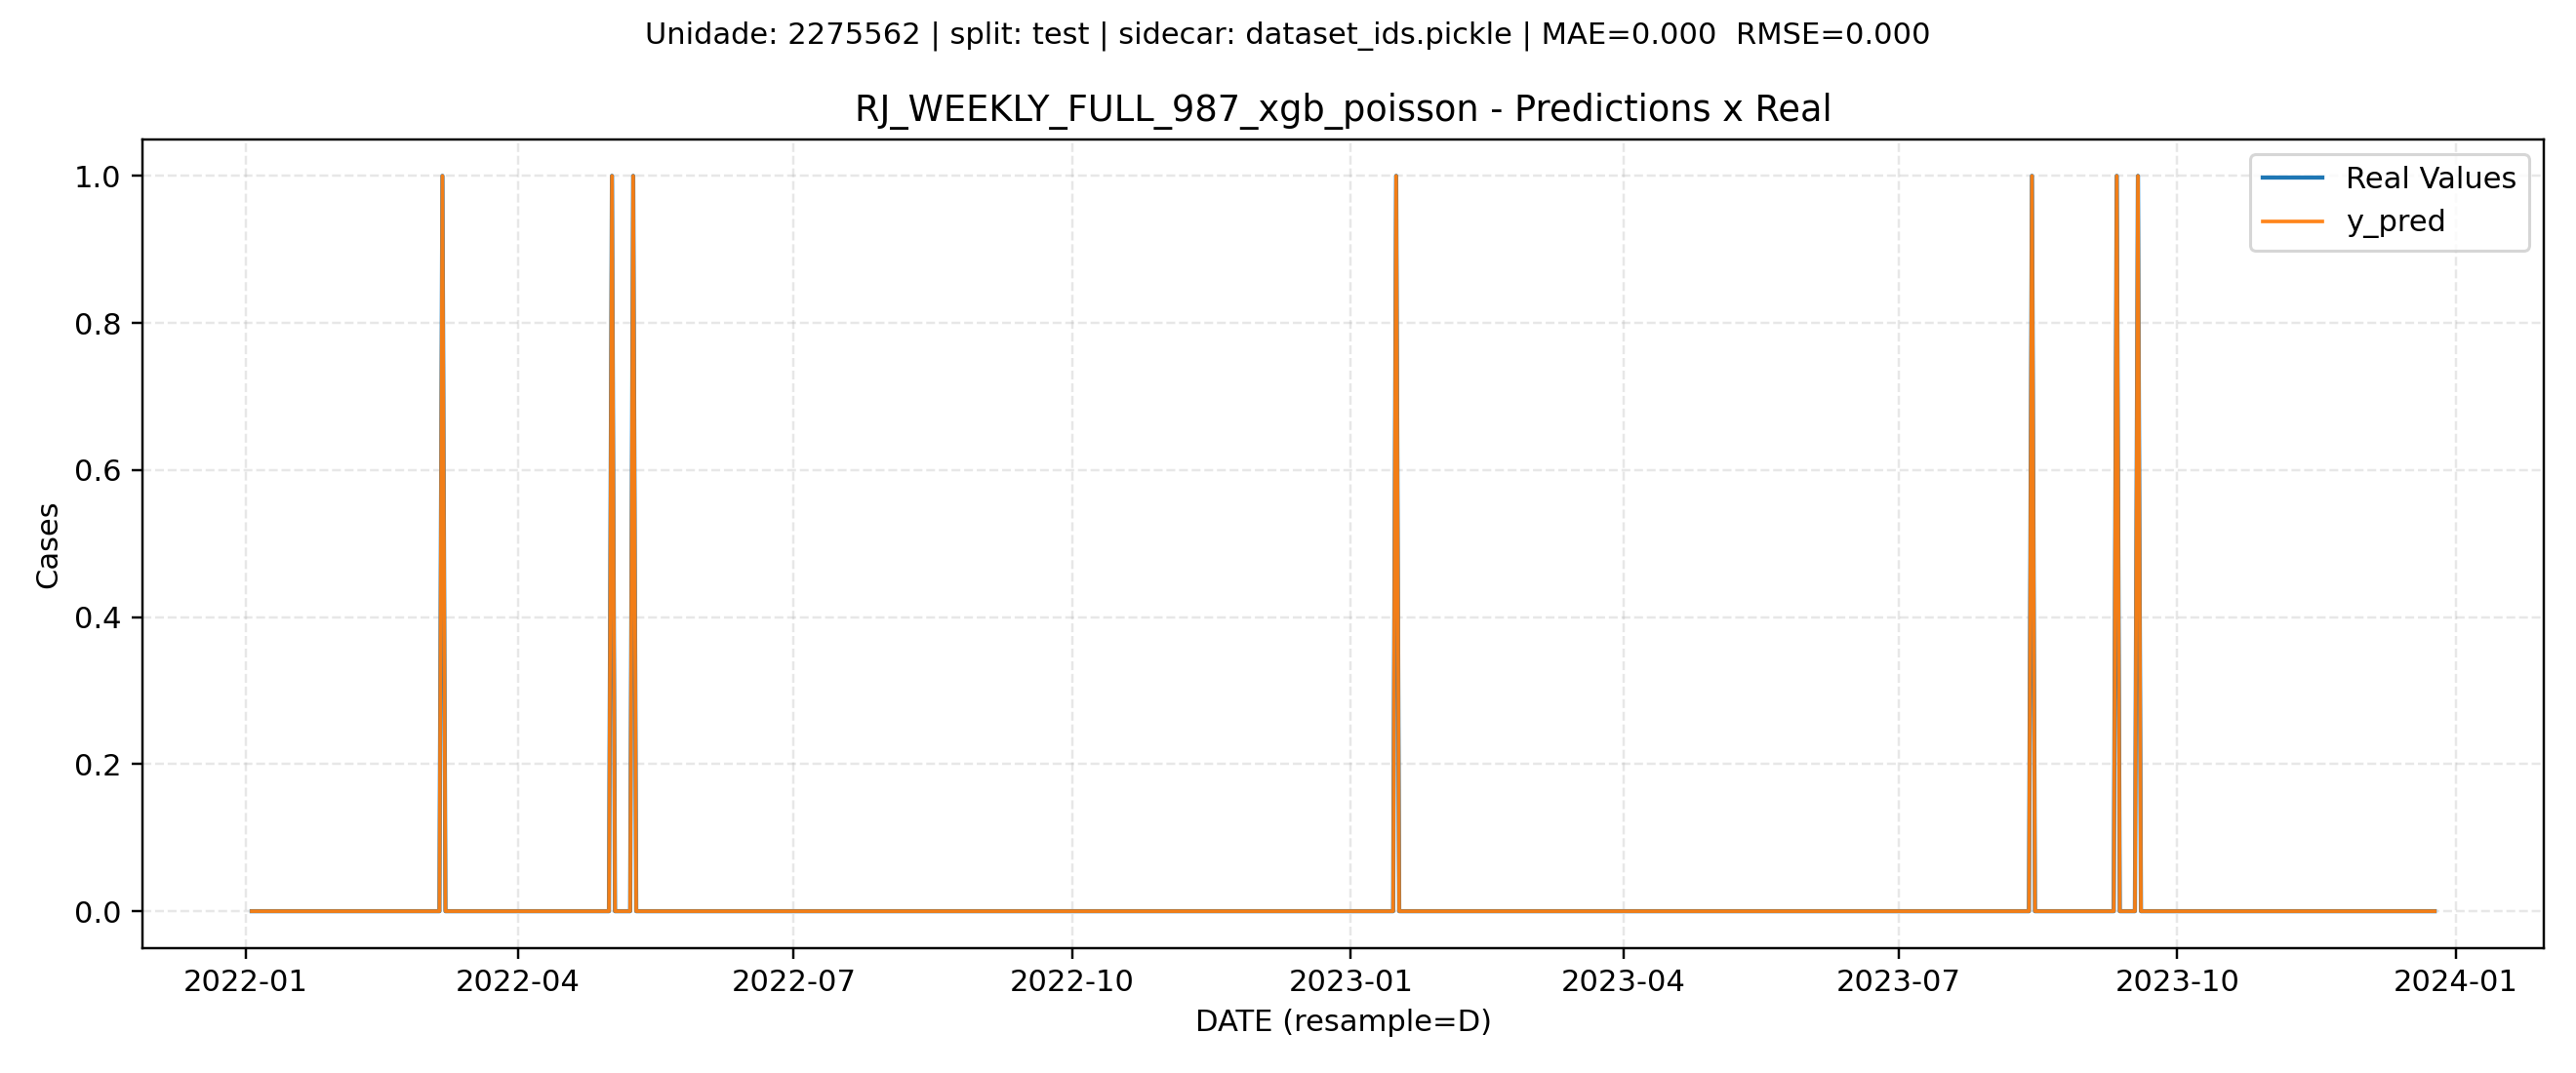 Unidade: 2275562 | split: test | sidecar: dataset_ids.pickle | MAE=0.000  RMSE=0.000
RJ_WEEKLY_FULL_987_xgb_poisson - Predictions x Real
Real Values
y_pred
Cases
1.0
0.8
0.6
0.4
0.2
0.0
2022-01
2022-04
2022-07
2022-10
2023-01
2023-04
2023-07
2023-10
2024-01
DATE (resample=D)